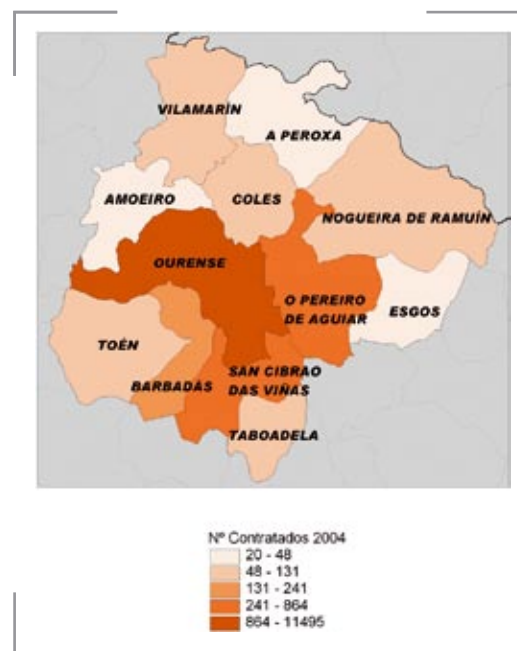 VILAMARÍN
A PEROXA
AMOEIRO
COLES
NOGUEIRA DE RAMUÍN
OURENSE
O PEREIRO
DE AGUIAR
ESGOS
TOÉN
BARBADÁS
SAN CIBRAO
DAS VIÑAS
TABOADELA
Nº Contratados 2004
20 - 48
48 - 131
131 - 241
241 - 864
864 - 11495